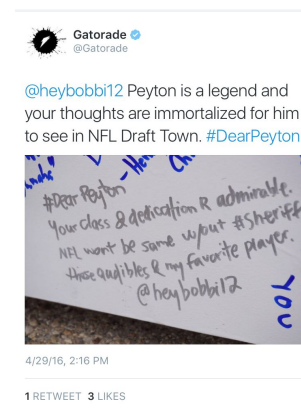 Gatorade
@Gatorade
@heybobbi12 Peyton is a legend and
your thoughts are immortalized for him
to see in NFL Draft Town. #DearPeyton
#Dear Peyton
Your class & dedication R admirable.
NFL wont be same w/out #Sheriff
those audibles & my favorite player.
@heybobbi12
YOU
4/29/16, 2:16 PM
1 RETWEET 3 LIKES